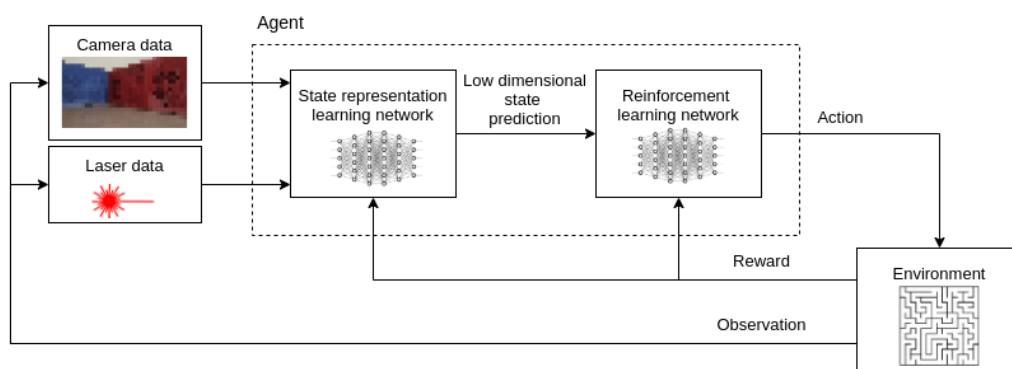 Agent
Camera data
Laser data
State representation
learning network
Low dimensional
state
prediction
Reinforcement
learning network
Action
Reward
Environment
Observation